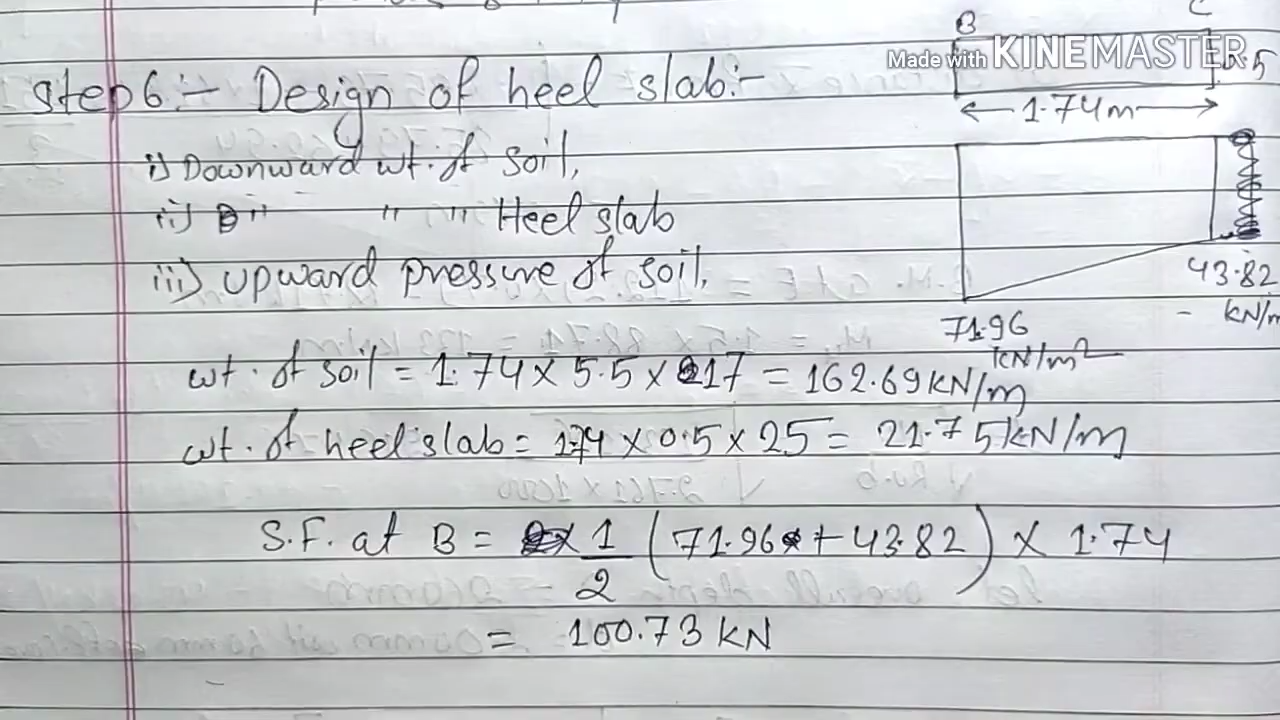 B
C
Made with KINEMASTER
Step 6:- Design of heel slab:-
1.74m
i) Downward wt. of soil,
ii) " " " Heel slab
iii) upward pressure of soil,
43.82
kN/m
71.96
kN/m²
wt. of soil = 1.74 × 5.5 × 17 = 162.69 kN/m
wt. of heel slab = 1.74 × 0.5 × 25 = 21.75 kN/m
S.F. at B = 1/2 (71.96 + 43.82) × 1.74
= 100.73 KN